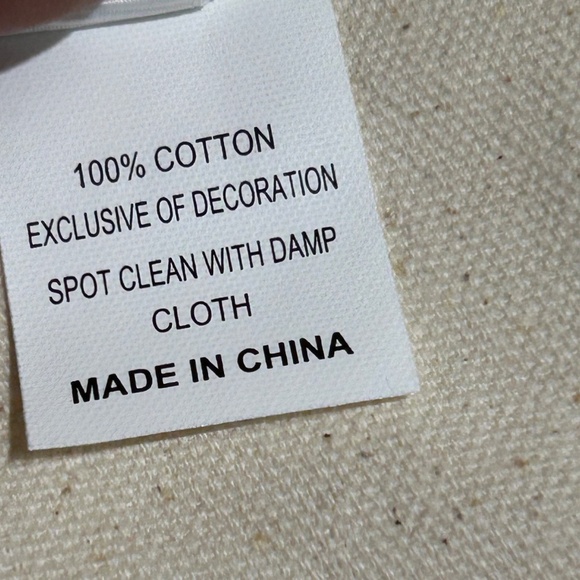 100% COTTON
EXCLUSIVE OF DECORATION
SPOT CLEAN WITH DAMP
CLOTH
MADE IN CHINA